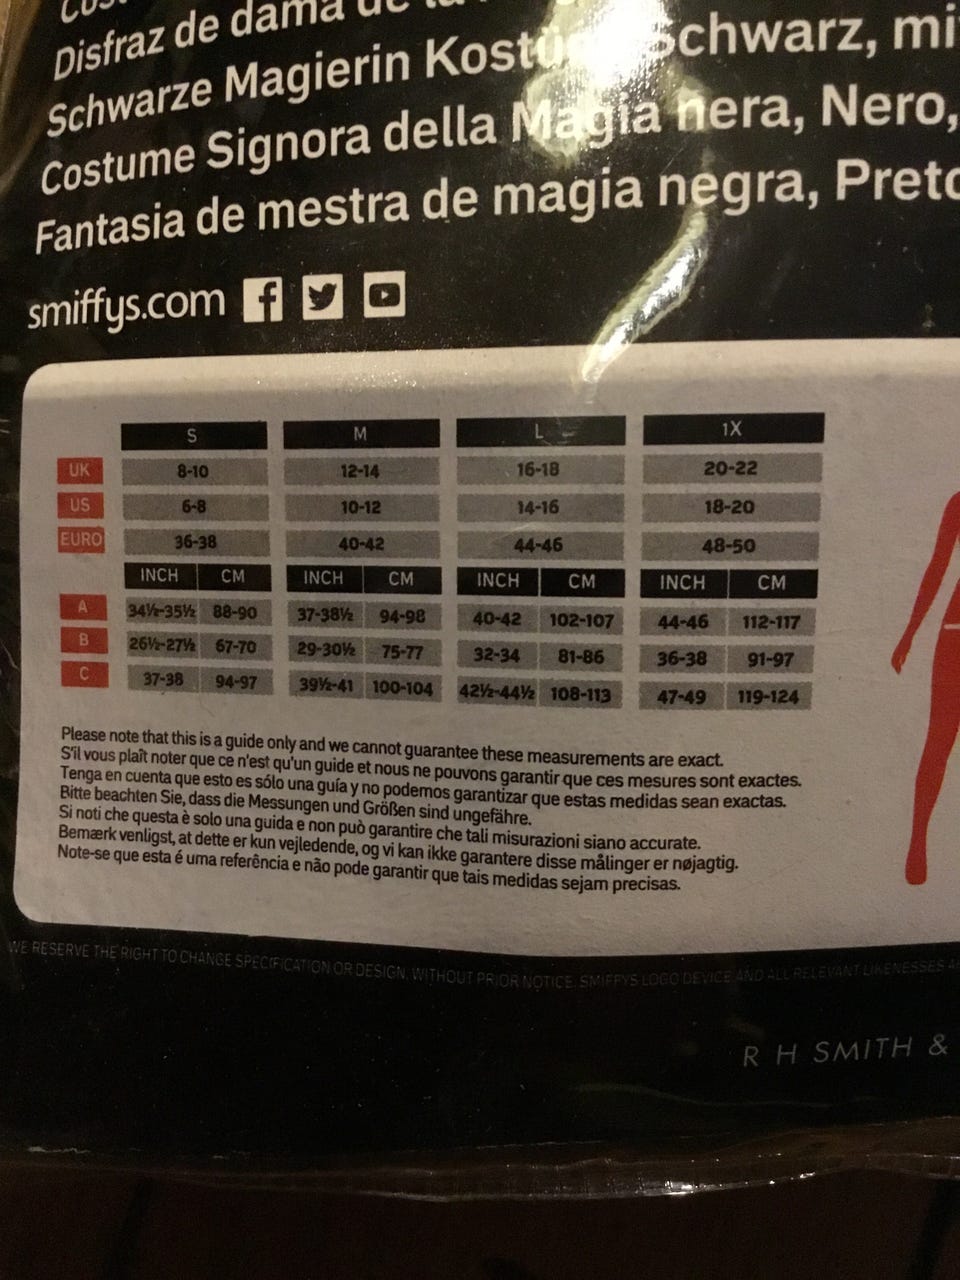 Disfraz de dama de la
Schwarze Magierin Kostüm, Schwarz, mi
Costume Signora della Magia nera, Nero,
Fantasia de mestra de magia negra, Preto
smiffys.com
S M L 1X
UK 8-10 12-14 16-18 20-22
US 6-8 10-12 14-16 18-20
EURO 36-38 40-42 44-46 48-50
INCH CM INCH CM INCH CM INCH CM
A 34½-35½ 88-90 37-38½ 94-98 40-42 102-107 44-46 112-117
B 26½-27½ 67-70 29-30½ 75-77 32-34 81-86 36-38 91-97
C 37-38 94-97 39½-41 100-104 42½-44½ 108-113 47-49 119-124
Please note that this is a guide only and we cannot guarantee these measurements are exact.
S'il vous plaît noter que ce n'est qu'un guide et nous ne pouvons garantir que ces mesures sont exactes.
Tenga en cuenta que esto es sólo una guía y no podemos garantizar que estas medidas sean exactas.
Bitte beachten Sie, dass die Messungen und Größen sind ungefähre.
Si noti che questa è solo una guida e non può garantire che tali misurazioni siano accurate.
Bemærk venligst, at dette er kun vejledende, og vi kan ikke garantere disse målinger er nøjagtig.
Note-se que esta é uma referência e não pode garantir que tais medidas sejam precisas.
WE RESERVE THE RIGHT TO CHANGE SPECIFICATION OR DESIGN, WITHOUT PRIOR NOTICE. SMIFFYS LOGO DEVICE AND ALL RELEVANT LIKENESSES
R H SMITH &